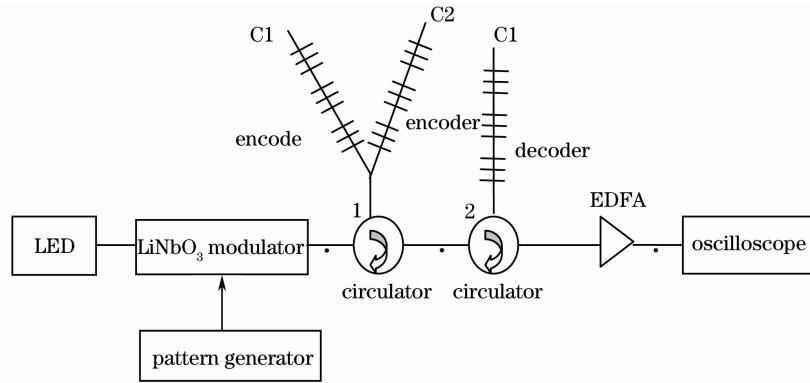 C1
C2
C1
encode
encoder
decoder
1
2
EDFA
LED
LiNbO₃ modulator
oscilloscope
circulator
circulator
pattern generator